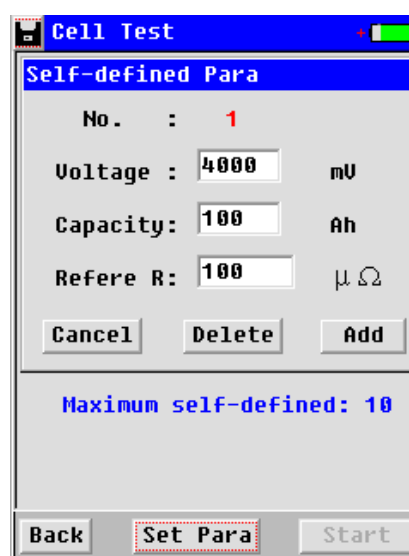 Cell Test
+
Self-defined Para
No. : 1
Voltage : 4000 mV
Capacity: 100 Ah
Refere R: 100 μΩ
Cancel Delete Add
Maximum self-defined: 10
Back Set Para Start